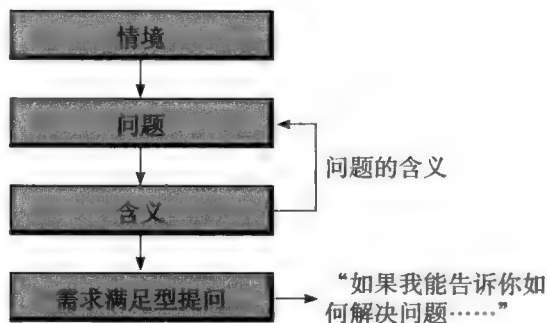 情境
问题
问题的含义
含义
需求满足型提问
“如果我能告诉你如
何解决问题……”